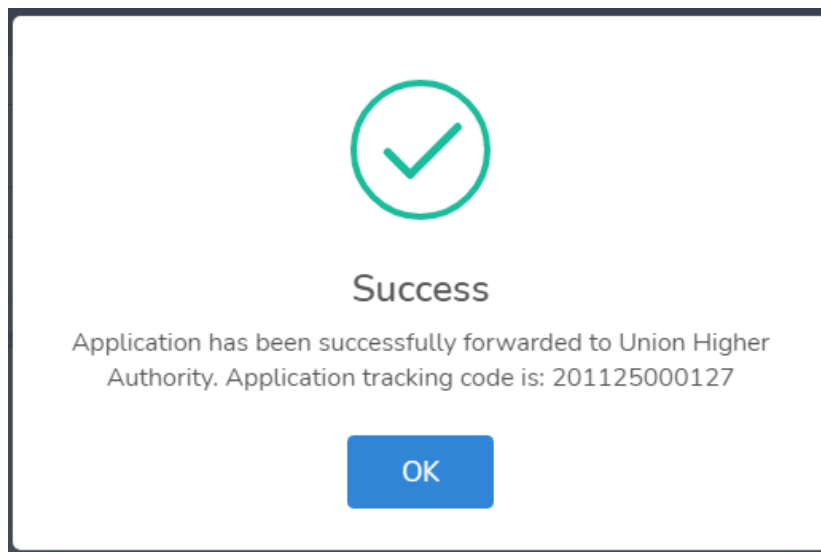 Success
Application has been successfully forwarded to Union Higher
Authority. Application tracking code is: 201125000127
OK